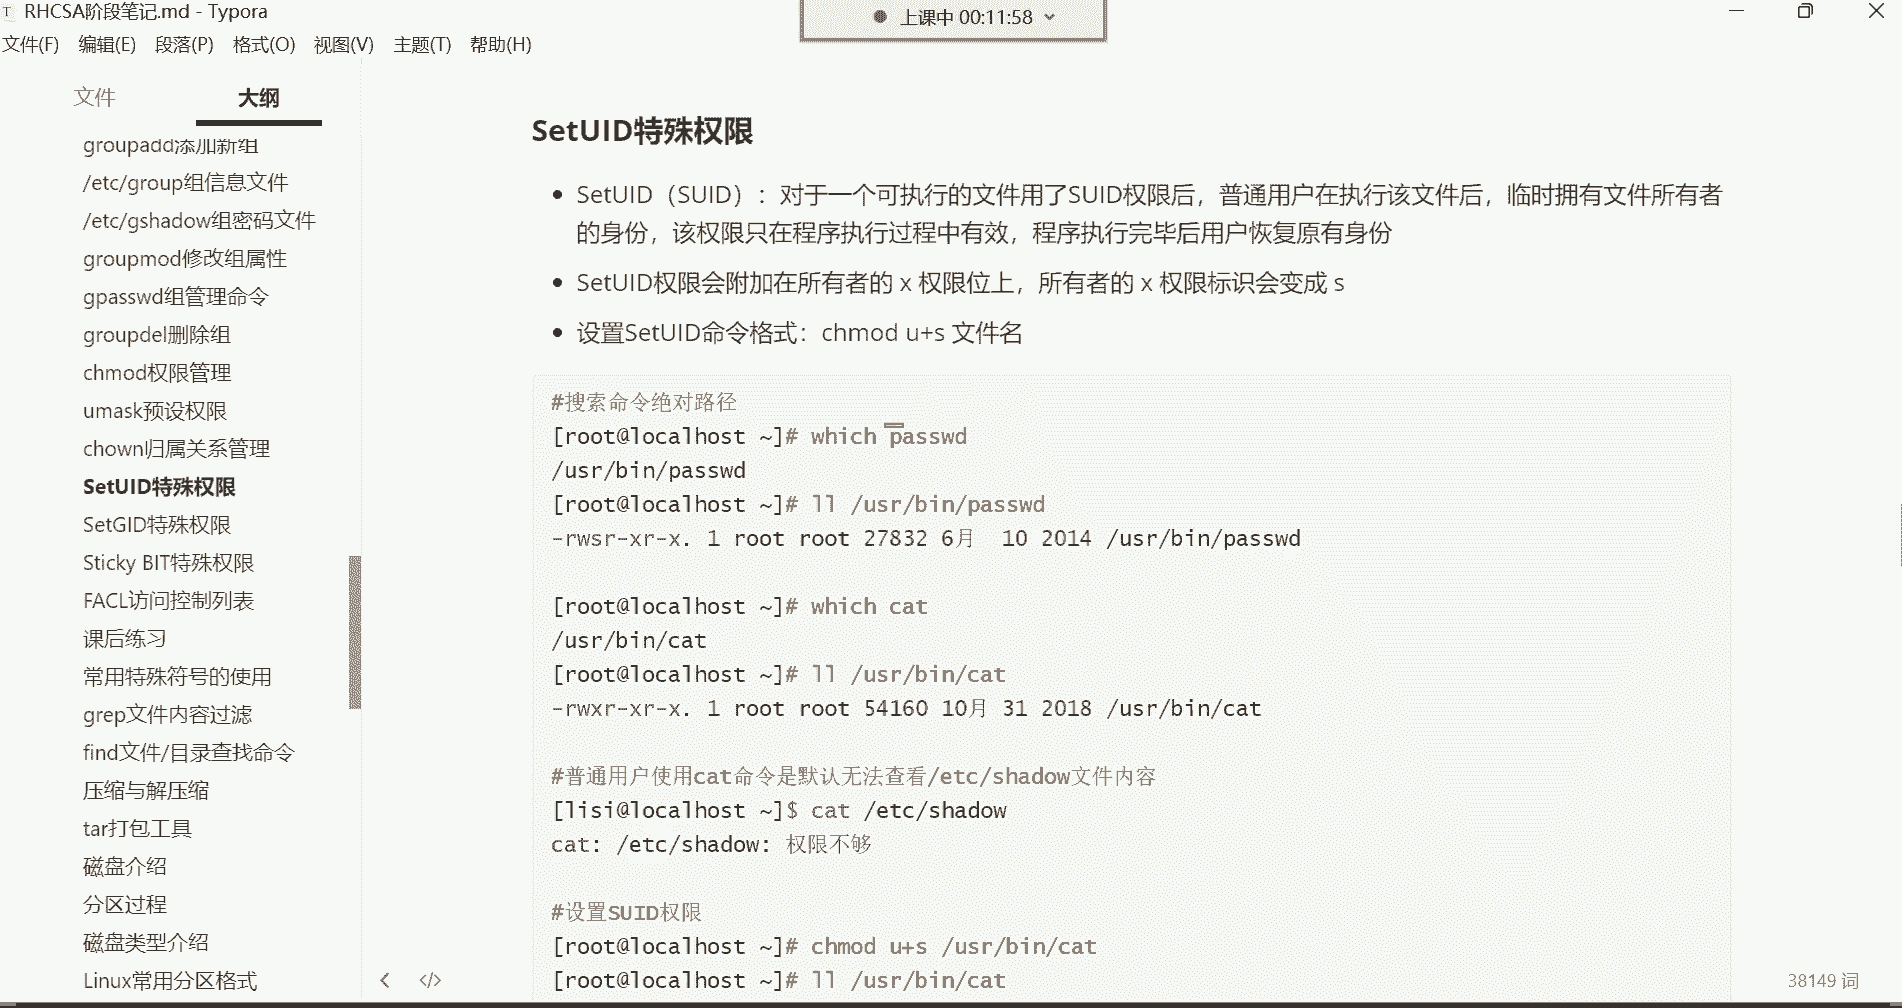 RHCSA阶段笔记.md - Typora
上课中 00:11:58
文件(F) 编辑(E) 段落(P) 格式(O) 视图(V) 主题(T) 帮助(H)
文件 大纲
groupadd添加新组
/etc/group组信息文件
/etc/gshadow组密码文件
groupmod修改组属性
gpasswd组管理命令
groupdel删除组
chmod权限管理
umask预设权限
chown归属关系管理
SetUID特殊权限
SetGID特殊权限
Sticky BIT特殊权限
FACL访问控制列表
课后练习
常用特殊符号的使用
grep文件内容过滤
find文件/目录查找命令
压缩与解压缩
tar打包工具
磁盘介绍
分区过程
磁盘类型介绍
Linux常用分区格式
SetUID特殊权限
SetUID（SUID）：对于一个可执行的文件用了SUID权限后，普通用户在执行该文件后，临时拥有文件所有者
的身份，该权限只在程序执行过程中有效，程序执行完毕后用户恢复原有身份
SetUID权限会附加在所有者的 x 权限位上，所有者的 x 权限标识会变成 s
设置SetUID命令格式：chmod u+s 文件名
#搜索命令绝对路径
[root@localhost ~]# which passwd
/usr/bin/passwd
[root@localhost ~]# ll /usr/bin/passwd
-rwsr-xr-x. 1 root root 27832 6月  10 2014 /usr/bin/passwd
[root@localhost ~]# which cat
/usr/bin/cat
[root@localhost ~]# ll /usr/bin/cat
-rwxr-xr-x. 1 root root 54160 10月 31 2018 /usr/bin/cat
#普通用户使用cat命令是默认无法查看/etc/shadow文件内容
[lisi@localhost ~]$ cat /etc/shadow
cat: /etc/shadow: 权限不够
#设置SUID权限
[root@localhost ~]# chmod u+s /usr/bin/cat
[root@localhost ~]# ll /usr/bin/cat
38149 词